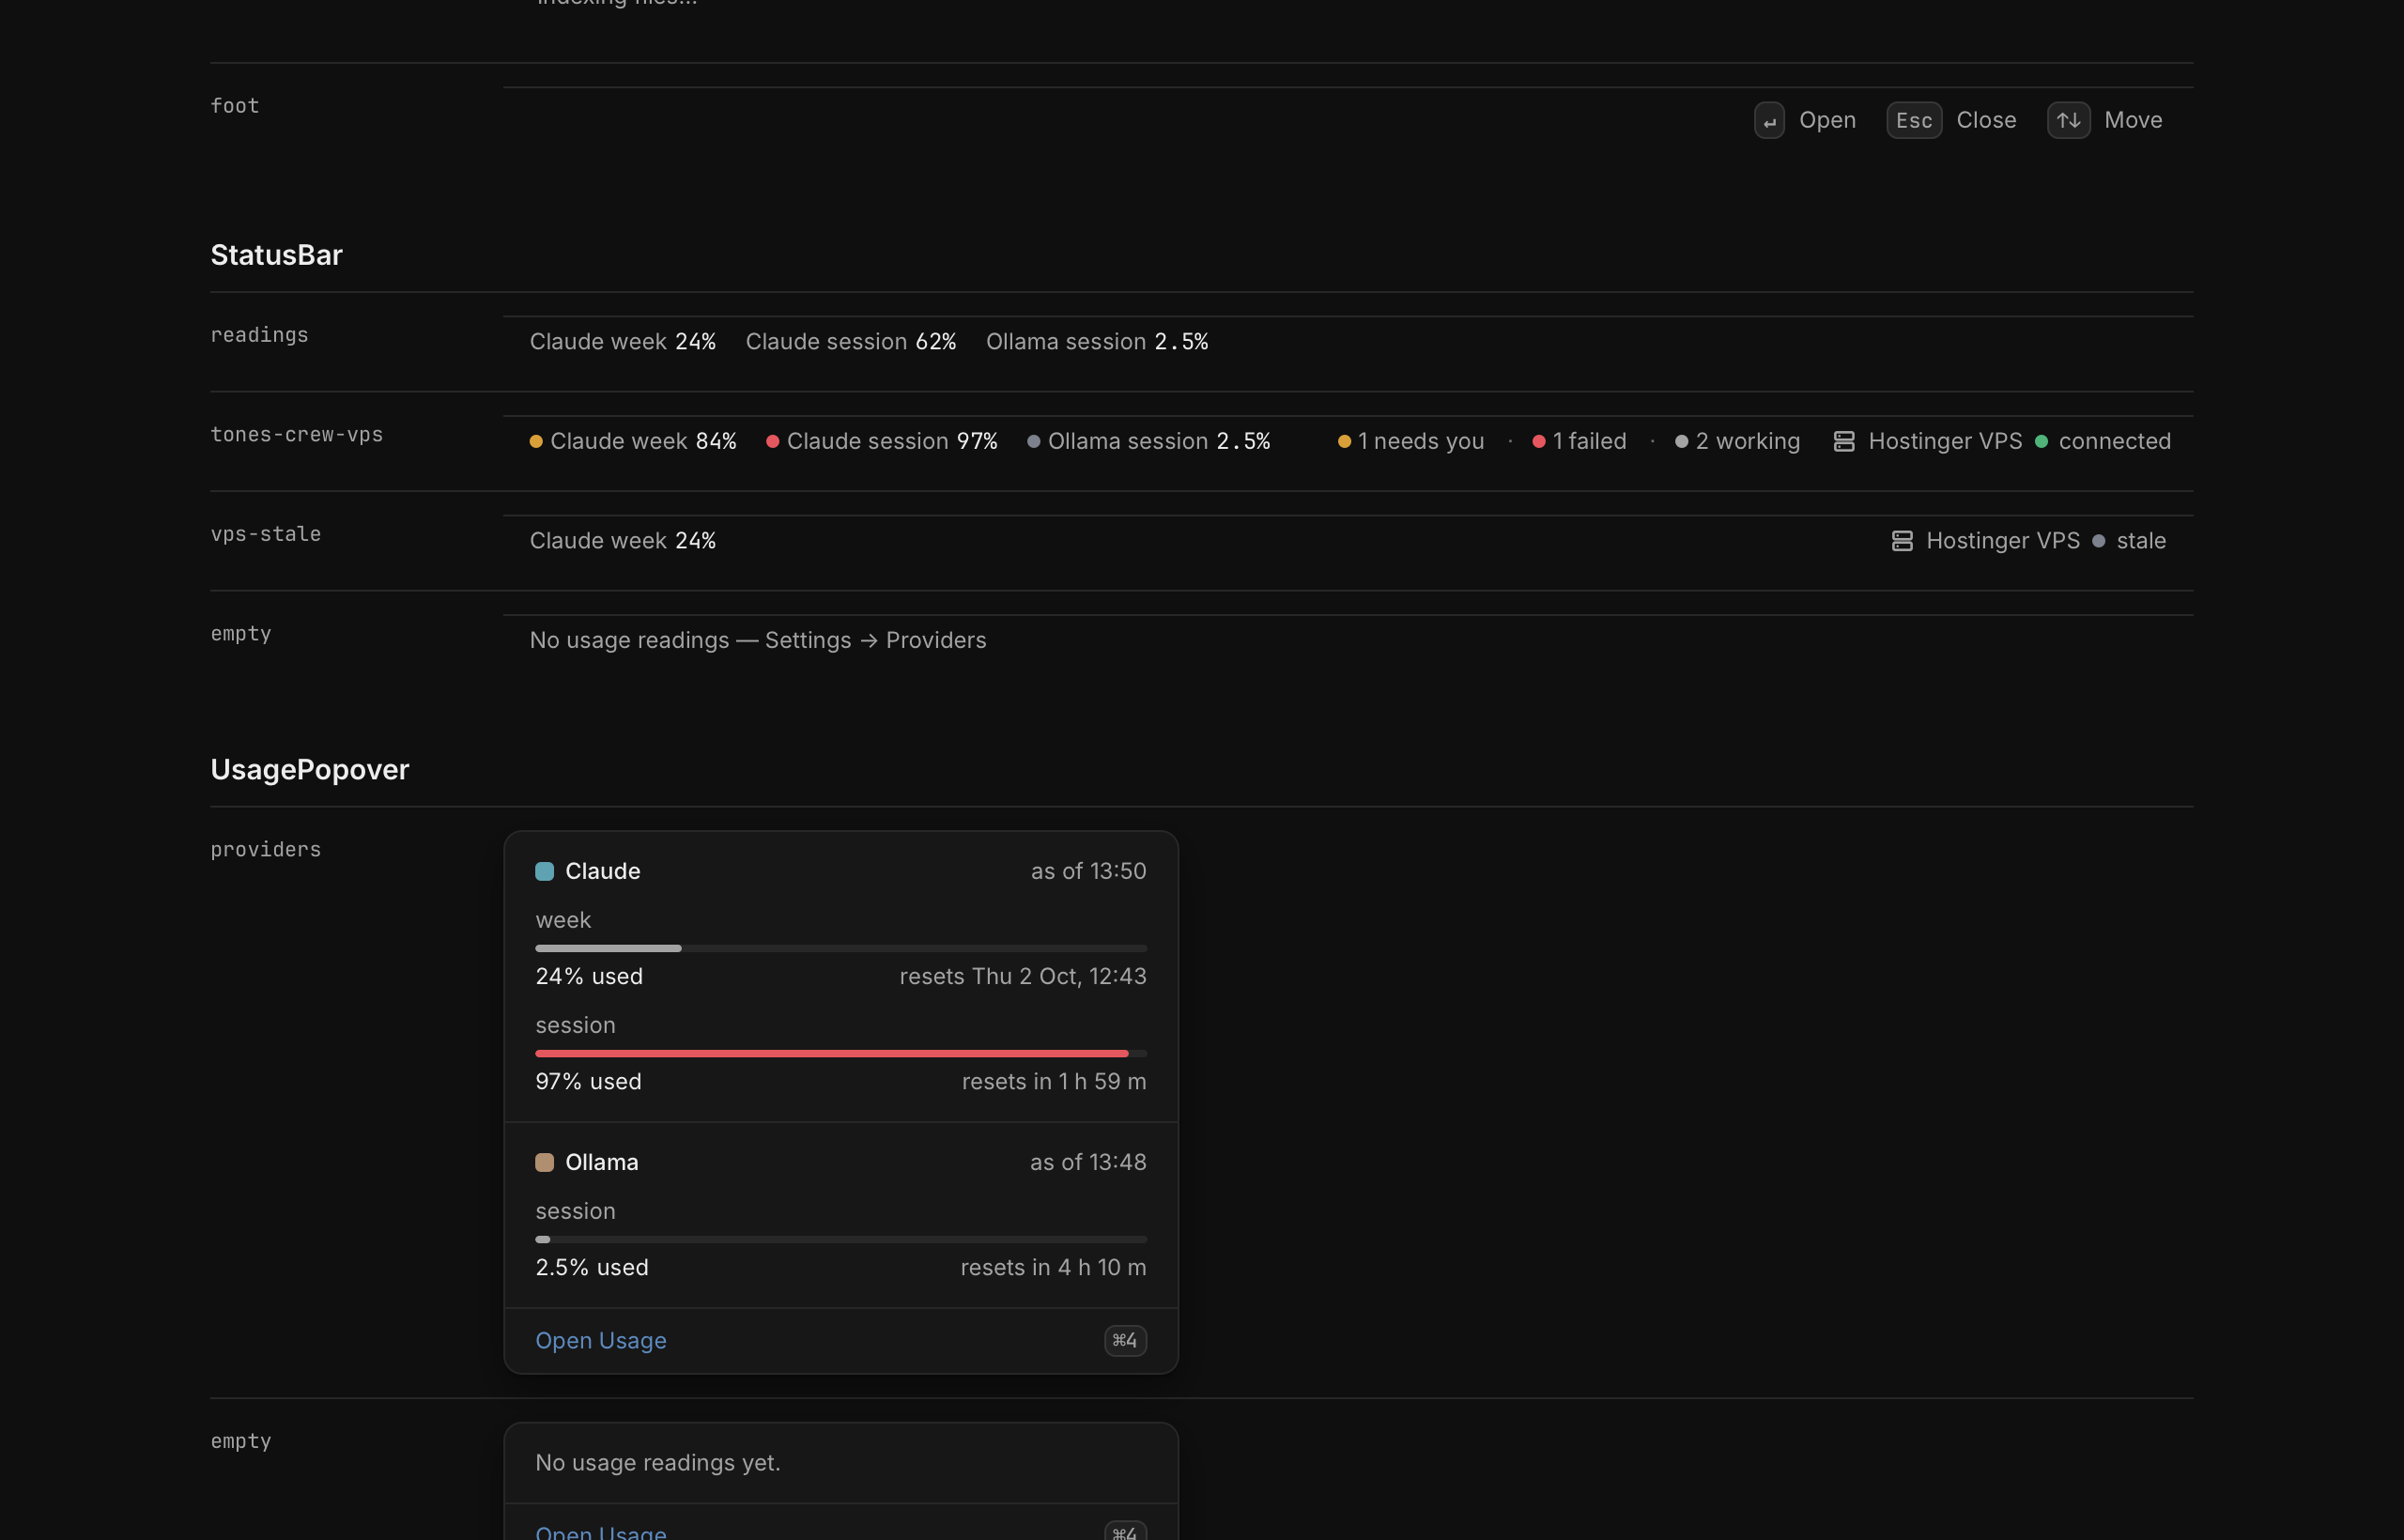 Indexing files…
foot
↵ Open Esc Close ↑↓ Move
StatusBar
readings
Claude week 24% Claude session 62% Ollama session 2.5%
tones-crew-vps
Claude week 84% Claude session 97% Ollama session 2.5% 1 needs you · 1 failed · 2 working Hostinger VPS connected
vps-stale
Claude week 24% Hostinger VPS stale
empty
No usage readings — Settings → Providers
UsagePopover
providers
Claude as of 13:50
week
24% used resets Thu 2 Oct, 12:43
session
97% used resets in 1 h 59 m
Ollama as of 13:48
session
2.5% used resets in 4 h 10 m
Open Usage ⌘4
empty
No usage readings yet.
Open Usage ⌘4